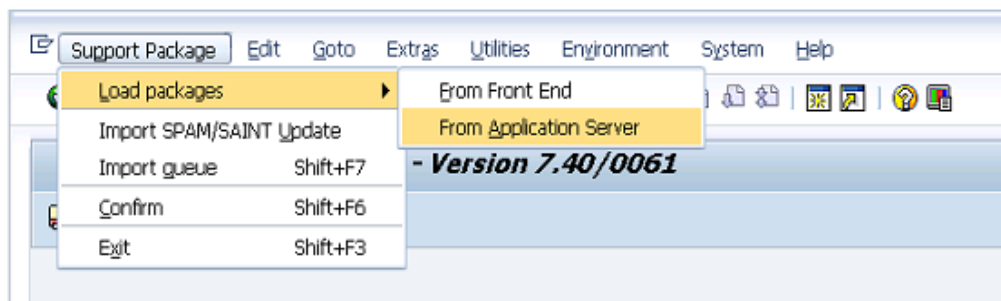 Support Package Edit Goto Extras Utilities Environment System Help
Load packages From Front End
Import SPAM/SAINT Update From Application Server
Import queue Shift+F7 - Version 7.40/0061
Confirm Shift+F6
Exit Shift+F3